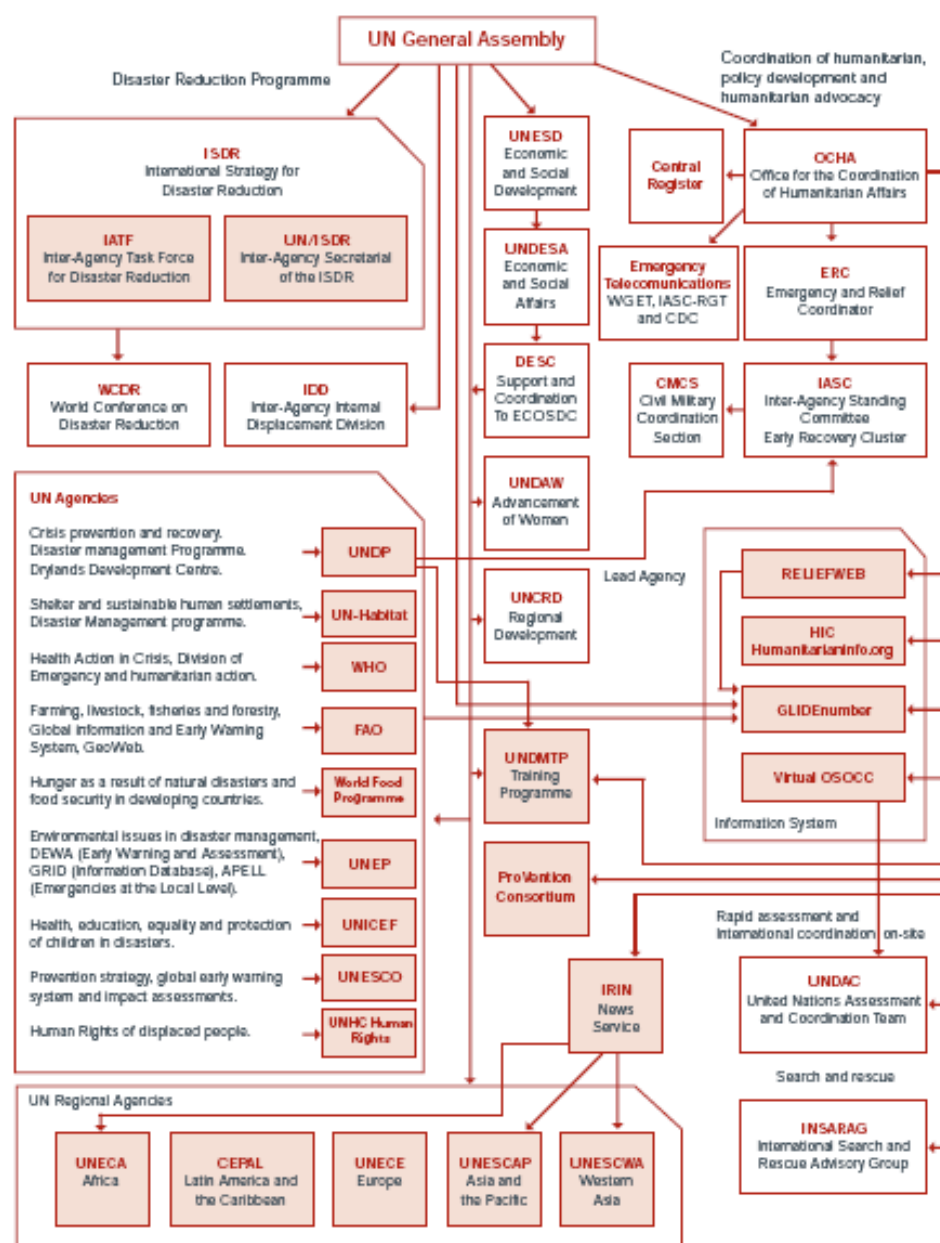 UN General Assembly
Disaster Reduction Programme
Coordination of humanitarian,
policy development and
humanitarian advocacy
ISDR
International Strategy for
Disaster Reduction
IATF
Inter-Agency Task Force
for Disaster Reduction
UN/ISDR
Inter-Agency Secretarial
of the ISDR
WCDR
World Conference on
Disaster Reduction
IDD
Inter-Agency Internal
Displacement Division
UNESD
Economic
and Social
Development
UNDESA
Economic
and Social
Affairs
DESC
Support and
Coordination
To ECOSDC
UNDAW
Advancement
of Women
UNCRD
Regional
Development
Central
Register
OCHA
Office for the Coordination
of Humanitarian Affairs
Emergency
Telecomunications
WGET, IASC-RGT
and CDC
ERC
Emergency and Relief
Coordinator
CMCS
Civil Military
Coordination
Section
IASC
Inter-Agency Standing
Committee
Early Recovery Cluster
UN Agencies
Crisis prevention and recovery.
Disaster management Programme.
Drylands Development Centre.
UNDP
Shelter and sustainable human settlements,
Disaster Management programme.
UN-Habitat
Health Action in Crisis, Division of
Emergency and humanitarian action.
WHO
Farming, livestock, fisheries and forestry,
Global Information and Early Warning
System, GeoWeb.
FAO
Hunger as a result of natural disasters and
food security in developing countries.
World Food
Programme
Environmental issues in disaster management,
DEWA (Early Warning and Assessment),
GRID (Information Database), APELL
(Emergencies at the Local Level).
UNEP
Health, education, equality and protection
of children in disasters.
UNICEF
Prevention strategy, global early warning
system and impact assessments.
UNESCO
Human Rights of displaced people.
UNHC Human
Rights
Lead Agency
RELIEFWEB
HIC
Humanitarianinfo.org
GLIDEnumber
Virtual OSOCC
Information System
UNDMTP
Training
Programme
ProVention
Consortium
Rapid assessment and
International coordination on-site
IRIN
News
Service
UNDAC
United Nations Assessment
and Coordination Team
Search and rescue
INSARAG
International Search and
Rescue Advisory Group
UN Regional Agencies
UNECA
Africa
CEPAL
Latin America and
the Caribbean
UNECE
Europe
UNESCAP
Asia and
the Pacific
UNESCWA
Western
Asia